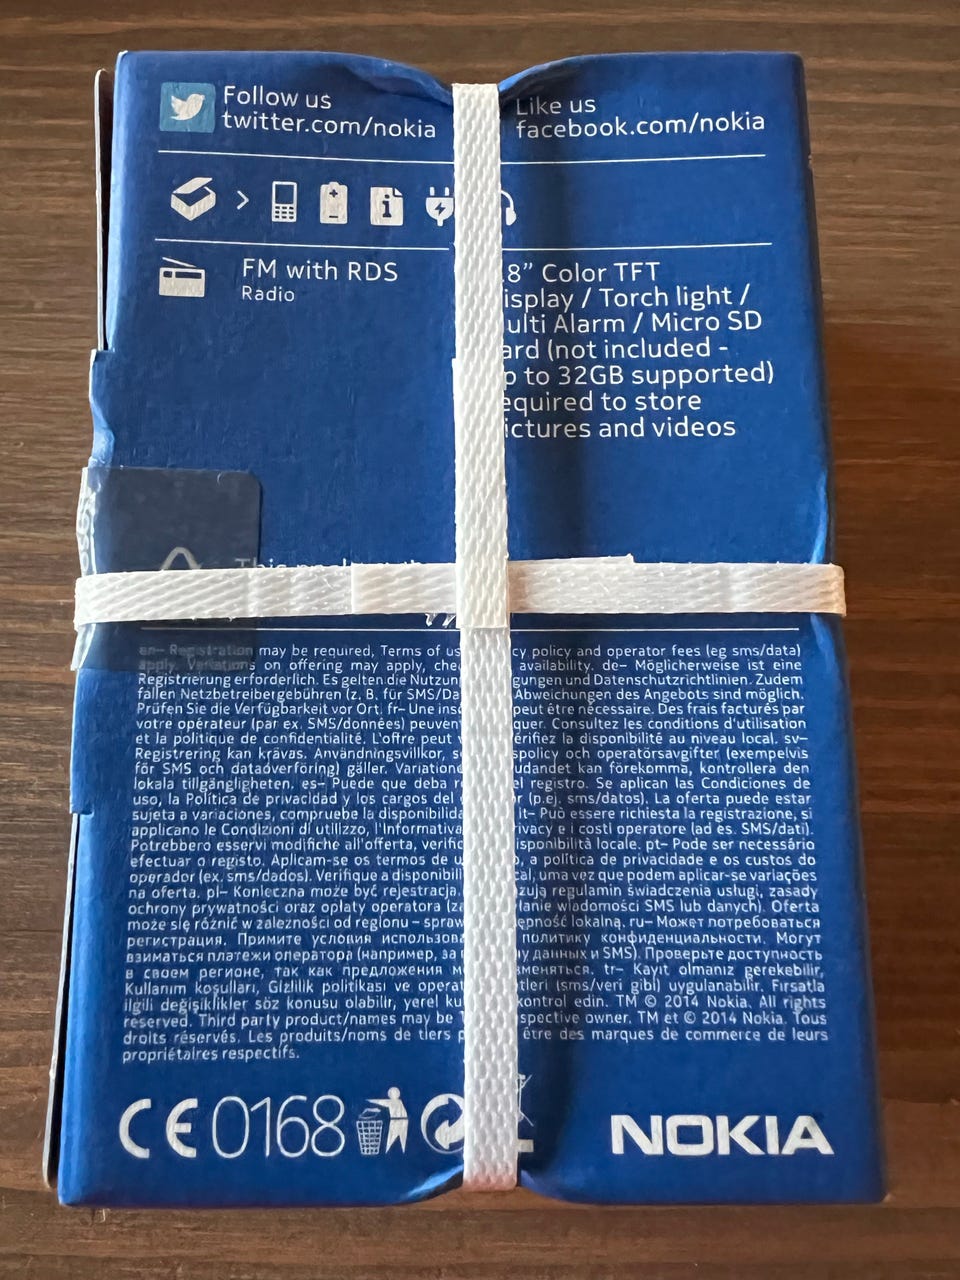 Follow us
twitter.com/nokia
Like us
facebook.com/nokia
FM with RDS
Radio
8” Color TFT
isplay / Torch light /
ulti Alarm / Micro SD
ard (not included -
p to 32GB supported)
equired to store
ictures and videos
This
en– Registration may be required, Terms of us cy policy and operator fees (eg sms/data)
apply. Variations on offering may apply, chec availability. de– Möglicherweise ist eine
Registrierung erforderlich. Es gelten die Nutzun gungen und Datenschutzrichtlinien. Zudem
fallen Netzbetreibergebühren (z. B. für SMS/Da Abweichungen des Angebots sind möglich.
Prüfen Sie die Verfügbarkeit vor Ort. fr– Une ins peut être nécessaire. Des frais facturés par
votre opérateur (par ex. SMS/données) peuven quer. Consultez les conditions d'utilisation
et la politique de confidentialité. L'offre peut v érifiez la disponibilité au niveau local. sv–
Registrering kan krävas. Användningsvillkor, s spolicy och operatörsavgifter (exempelvis
för SMS och dataöverföring) gäller. Variatione udandet kan förekomma, kontrollera den
lokala tillgängligheten. es– Puede que deba r el registro. Se aplican las Condiciones de
uso, la Política de privacidad y los cargos del r (p.ej. sms/datos). La oferta puede estar
sujeta a variaciones, compruebe la disponibilida it– Può essere richiesta la registrazione, si
applicano le Condizioni di utilizzo, l'Informativa rivacy e i costi operatore (ad es. SMS/dati).
Potrebbero esservi modifiche all'offerta, verific isponibilità locale. pt– Pode ser necessário
efectuar o registo. Aplicam-se os termos de u o, a política de privacidade e os custos do
operador (ex. sms/dados). Verifique a disponibili cal, uma vez que podem aplicar-se variações
na oferta. pl– Konieczna może być rejestracja. zują regulamin świadczenia usługi, zasady
ochrony prywatności oraz opłaty operatora (za łanie wiadomości SMS lub danych). Oferta
może się różnić w zależności od regionu – spraw ępność lokalną. ru– Может потребоваться
регистрация. Примите условия использова политику конфиденциальности. Могут
взиматься платежи оператора (например, за у данных и SMS). Проверьте доступность
в своем регионе, так как предложения м зменяться. tr– Kayıt olmanız gerekebilir,
Kullanım koşulları, Gizlilik politikası ve operat tleri (sms/veri gibi) uygulanabilir. Fırsatla
ilgili değişiklikler söz konusu olabilir, yerel ku kontrol edin. TM © 2014 Nokia. All rights
reserved. Third party product/names may be T spective owner. TM et © 2014 Nokia. Tous
droits réservés. Les produits/noms de tiers p être des marques de commerce de leurs
propriétaires respectifs.
CE 0168
NOKIA